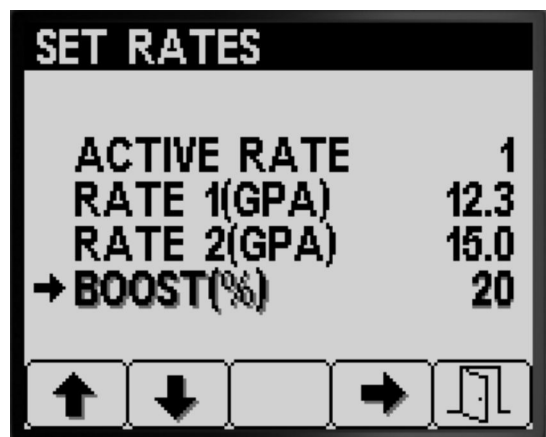 SET RATES
ACTIVE RATE 1
RATE 1(GPA) 12.3
RATE 2(GPA) 15.0
BOOST(%) 20